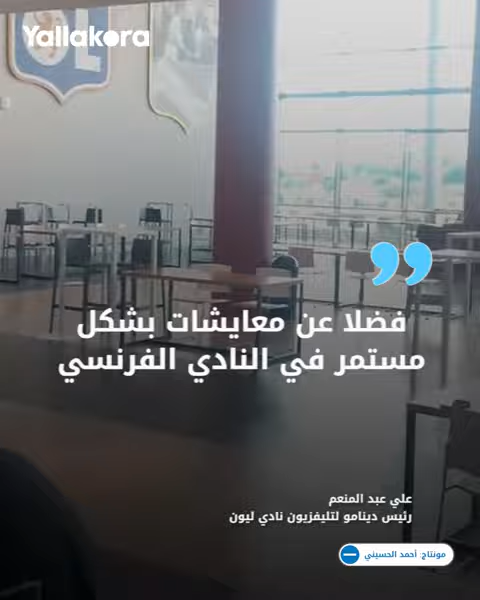 Yallakora
فضلا عن معايشات بشكل
مستمر في النادي الفرنسي
علي عبد المنعم
رئيس دينامو لتليفزيون نادي ليون
مونتاج: أحمد الحسيني